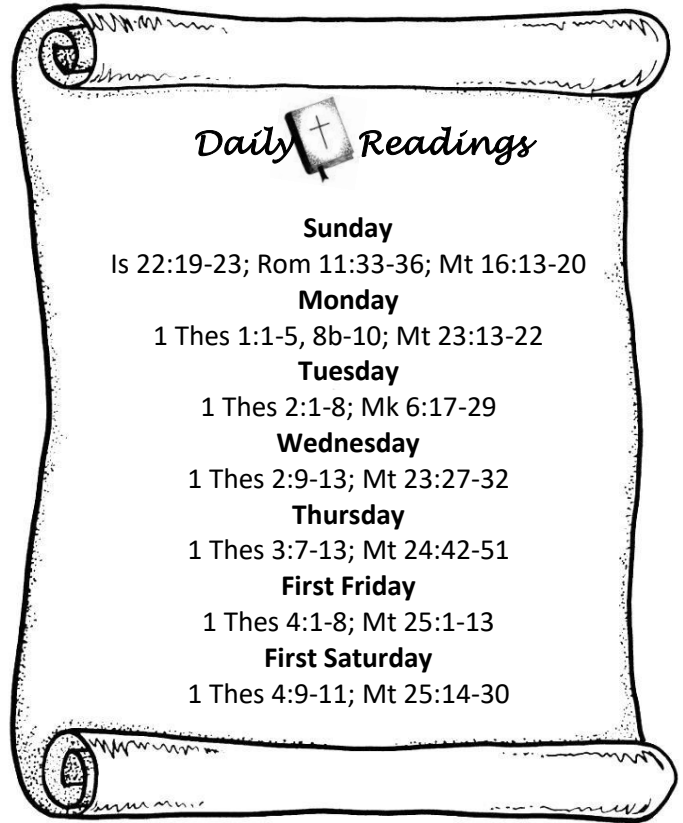 Daily Readings
Sunday
Is 22:19-23; Rom 11:33-36; Mt 16:13-20
Monday
1 Thes 1:1-5, 8b-10; Mt 23:13-22
Tuesday
1 Thes 2:1-8; Mk 6:17-29
Wednesday
1 Thes 2:9-13; Mt 23:27-32
Thursday
1 Thes 3:7-13; Mt 24:42-51
First Friday
1 Thes 4:1-8; Mt 25:1-13
First Saturday
1 Thes 4:9-11; Mt 25:14-30